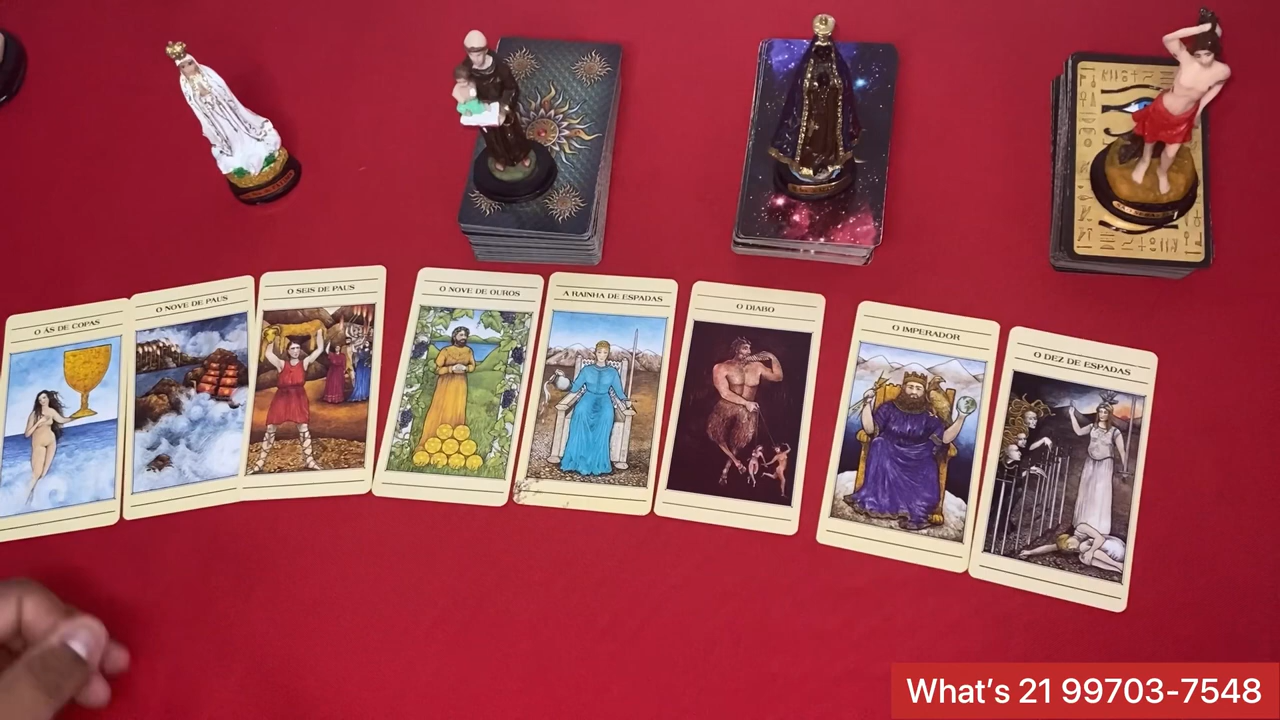 O ÁS DE COPAS
O NOVE DE PAUS
O SEIS DE PAUS
O NOVE DE OUROS
A RAINHA DE ESPADAS
O DIABO
O IMPERADOR
O DEZ DE ESPADAS
What's 21 99703-7548